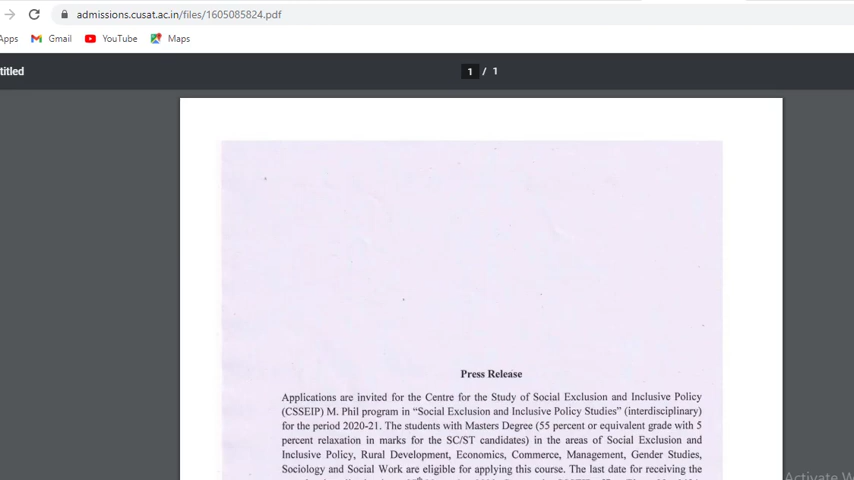 admissions.cusat.ac.in/files/1605085824.pdf
Apps Gmail YouTube Maps
titled 1 / 1
Press Release
Applications are invited for the Centre for the Study of Social Exclusion and Inclusive Policy
(CSSEIP) M. Phil program in “Social Exclusion and Inclusive Policy Studies” (interdisciplinary)
for the period 2020-21. The students with Masters Degree (55 percent or equivalent grade with 5
percent relaxation in marks for the SC/ST candidates) in the areas of Social Exclusion and
Inclusive Policy, Rural Development, Economics, Commerce, Management, Gender Studies,
Sociology and Social Work are eligible for applying this course. The last date for receiving the
Activate W